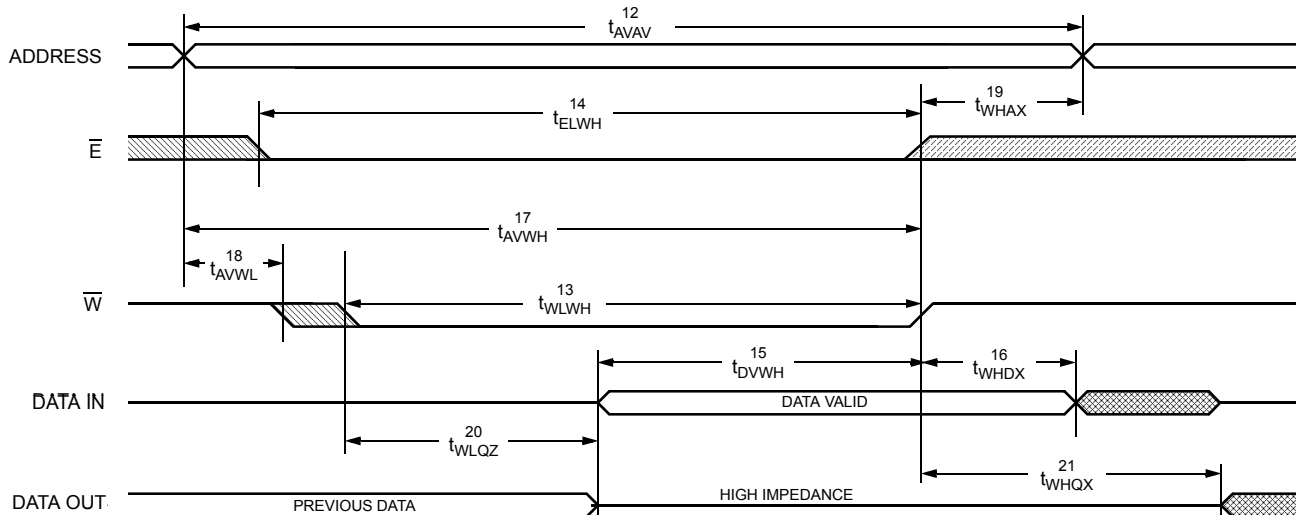 12
tAVAV
ADDRESS
19
tWHAX
14
tELWH
E
17
tAVWH
18
tAVWL
13
tWLWH
W
15
tDVWH
16
tWHDX
DATA IN
DATA VALID
20
tWLQZ
21
tWHQX
DATA OUT
PREVIOUS DATA
HIGH IMPEDANCE